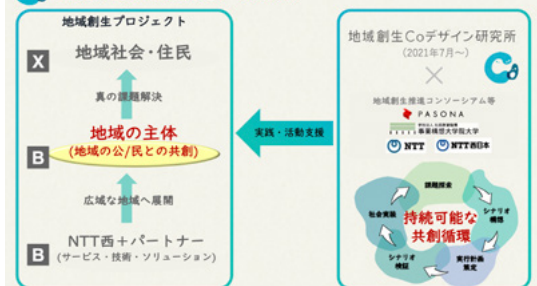 地域創生プロジェクト
X
地域社会・住民
真の課題解決
B
地域の主体
(地域の公/民との共創)
広域な地域へ展開
B
NTT西+パートナー
(サービス・技術・ソリューション)
実践・活動支援
地域創生Coデザイン研究所
(2021年7月~)
×
地域創生推進コンソーシアム等
PASONA
事業構想大学院大学
NTT
NTT西日本
課題探索
シナリオ
構想
実行計画
策定
シナリオ
検証
社会実装
持続可能な
共創循環